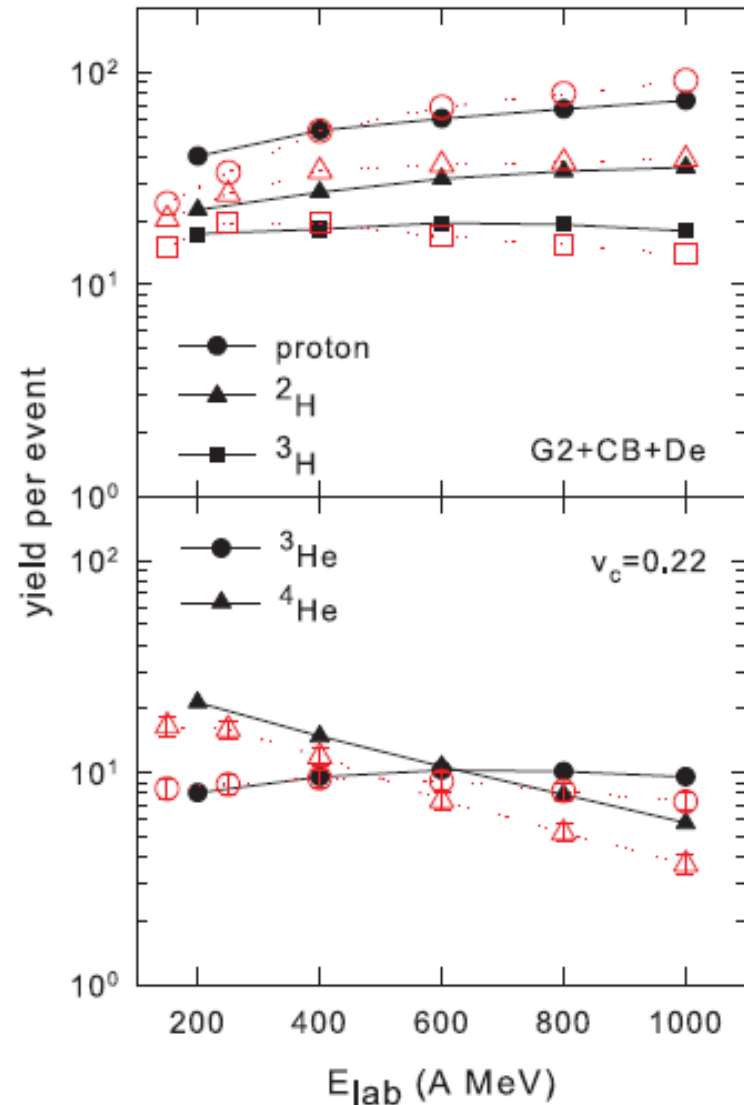 10²
10¹
10⁰
proton
²H
³H
G2+CB+De
yield per event
10²
10¹
10⁰
³He
⁴He
v_c=0.22
200 400 600 800 1000
E_lab (A MeV)